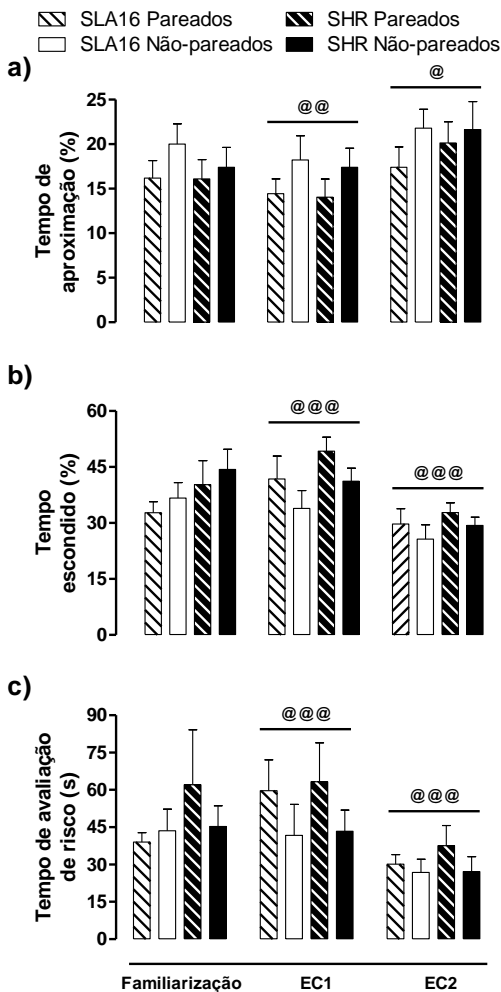 SLA16 Pareados SHR Pareados
SLA16 Não-pareados SHR Não-pareados
a)
@@
@
Tempo de
aproximação (%)
25
20
15
10
5
0
b)
@@@
@@@
Tempo
escondido (%)
60
45
30
15
0
c)
@@@
@@@
Tempo de avaliação
de risco (s)
90
75
60
45
30
15
0
Familiarização EC1 EC2